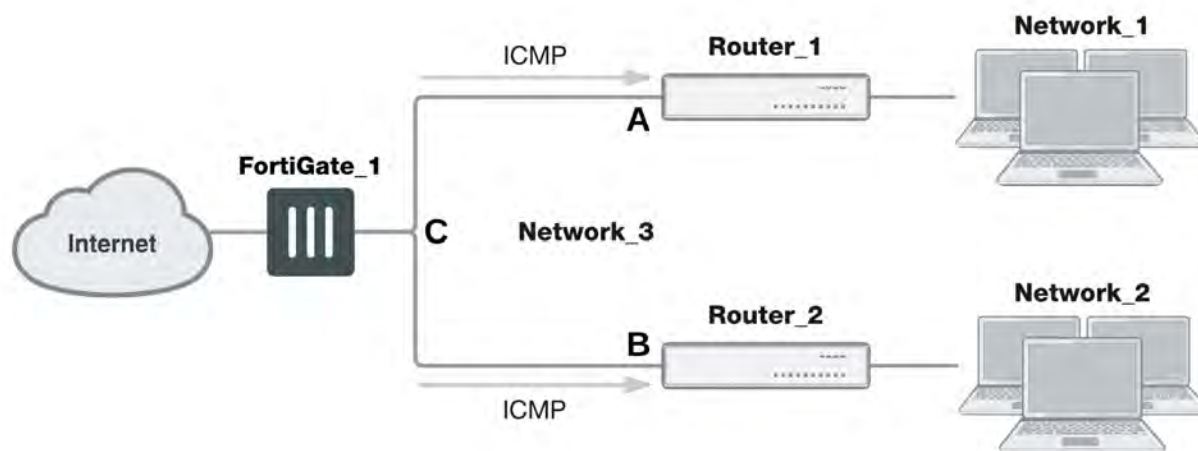 Network_1
Router_1
ICMP
A
FortiGate_1
Internet
C
Network_3
Network_2
Router_2
B
ICMP